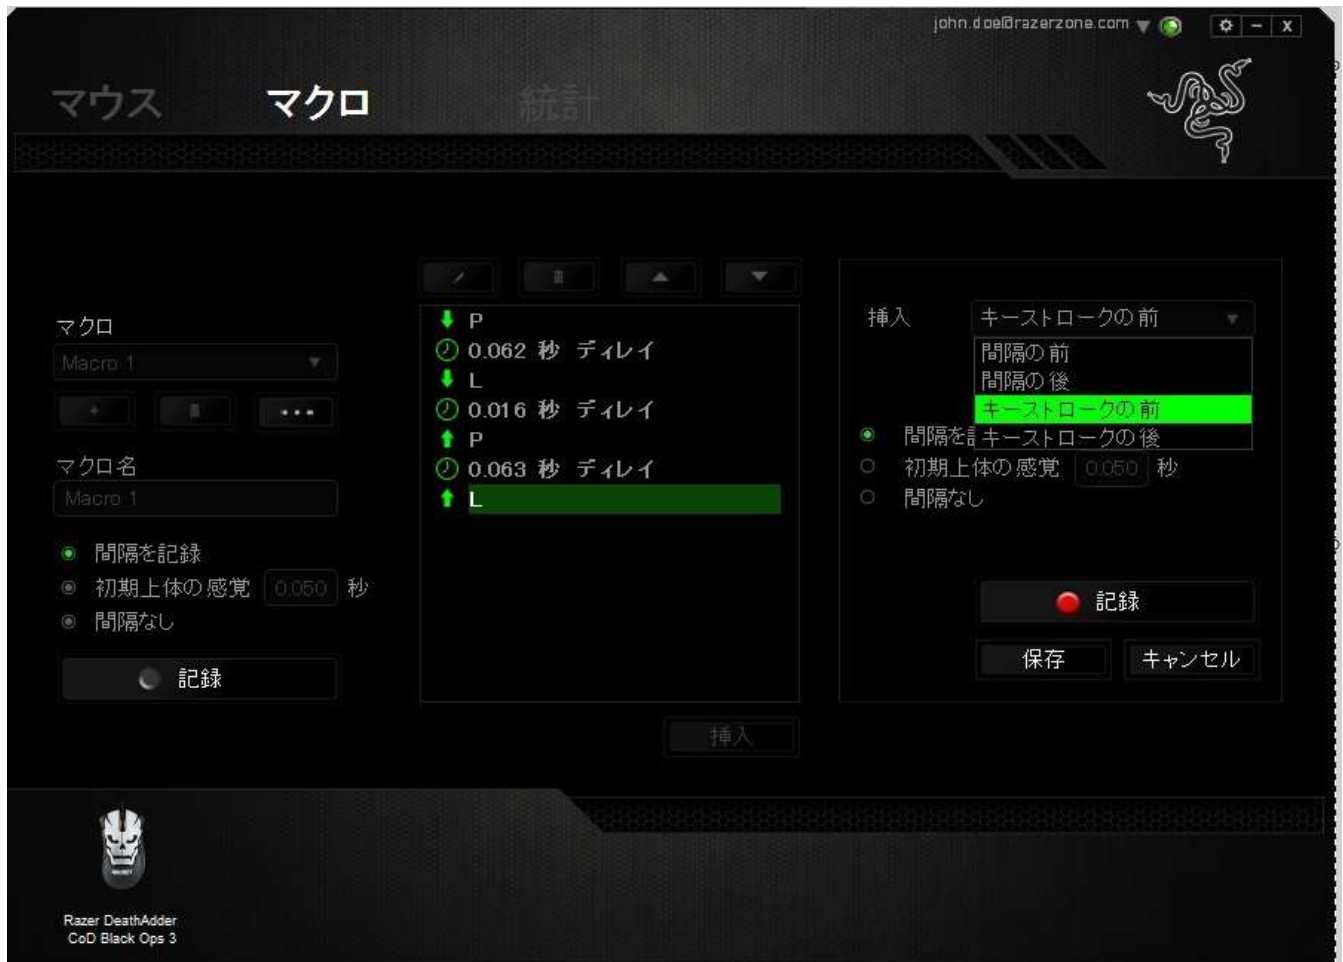 john.doe@razerzone.com
マウス マクロ 統計
マクロ
Macro 1
マクロ名
Macro 1
間隔を記録
初期上体の感覚 0.050 秒
間隔なし
記録
P
0.062 秒 ディレイ
L
0.016 秒 ディレイ
P
0.063 秒 ディレイ
L
挿入
挿入 キーストロークの前
間隔の前
間隔の後
キーストロークの前
キーストロークの後
間隔を
初期上体の感覚 0.050 秒
間隔なし
記録
保存 キャンセル
Razer DeathAdder
CoD Black Ops 3